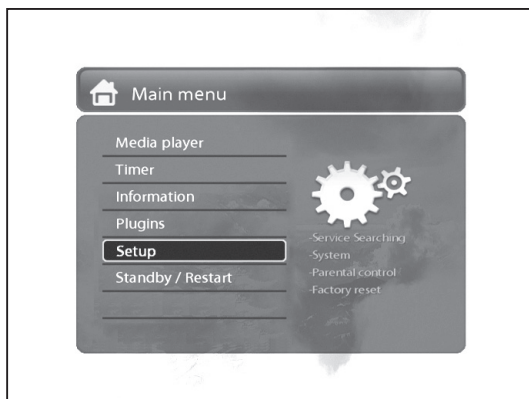 Main menu
Media player
Timer
Information
Plugins
Setup
Standby / Restart
-Service Searching
-System
-Parental control
-Factory reset